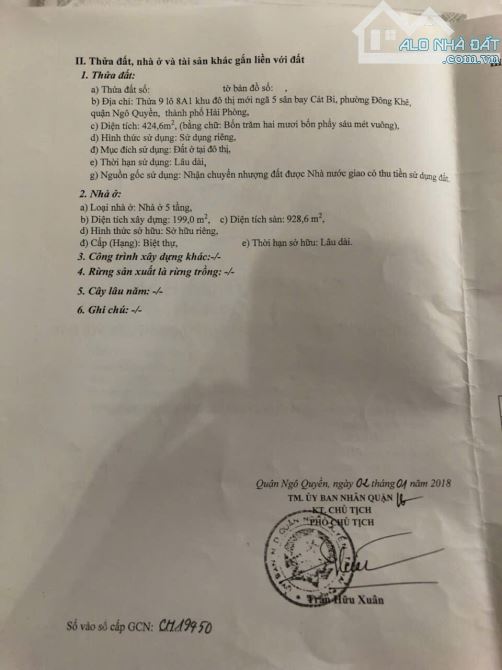 ALO NHÀ ĐẤT
.com.vn
II. Thửa đất, nhà ở và tài sản khác gắn liền với đất
1. Thửa đất:
a) Thửa đất số: tờ bản đồ số: ,
b) Địa chỉ: Thửa 9 lô 8A1 khu đô thị mới ngã 5 sân bay Cát Bi, phường Đông Khê,
quận Ngô Quyền, thành phố Hải Phòng,
c) Diện tích: 424,6m², (bằng chữ: Bốn trăm hai mươi bốn phẩy sáu mét vuông),
d) Hình thức sử dụng: Sử dụng riêng,
đ) Mục đích sử dụng: Đất ở tại đô thị,
e) Thời hạn sử dụng: Lâu dài,
g) Nguồn gốc sử dụng: Nhận chuyển nhượng đất được Nhà nước giao có thu tiền sử dụng đất.
2. Nhà ở:
a) Loại nhà ở: Nhà ở 5 tầng,
b) Diện tích xây dựng: 199,0 m², c) Diện tích sàn: 928,6 m²,
d) Hình thức sở hữu: Sở hữu riêng,
đ) Cấp (Hạng): Biệt thự, e) Thời hạn sở hữu: Lâu dài.
3. Công trình xây dựng khác:-/-
4. Rừng sản xuất là rừng trồng: -/-
5. Cây lâu năm: -/-
6. Ghi chú: -/-
Quận Ngô Quyền, ngày 02 tháng 01 năm 2018
TM. ỦY BAN NHÂN QUẬN
KT. CHỦ TỊCH
PHÓ CHỦ TỊCH
Trần Hữu Xuân
Số vào sổ cấp GCN: CH19450